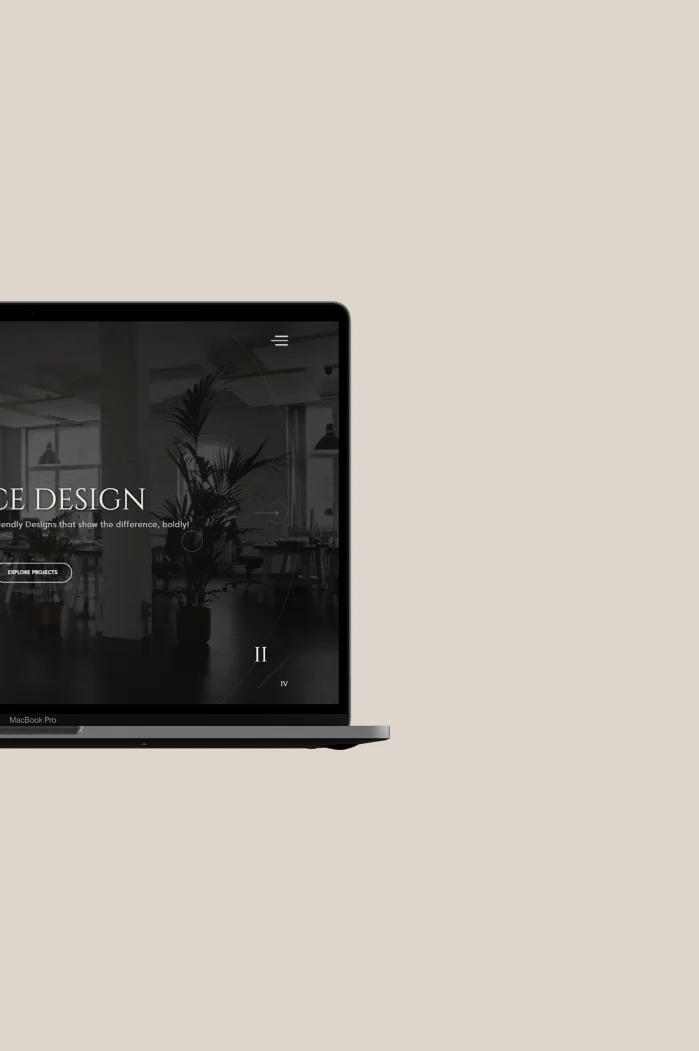 CE DESIGN
endly Designs that show the difference, boldly!
EXPLORE PROJECTS
II
IV
MacBook Pro